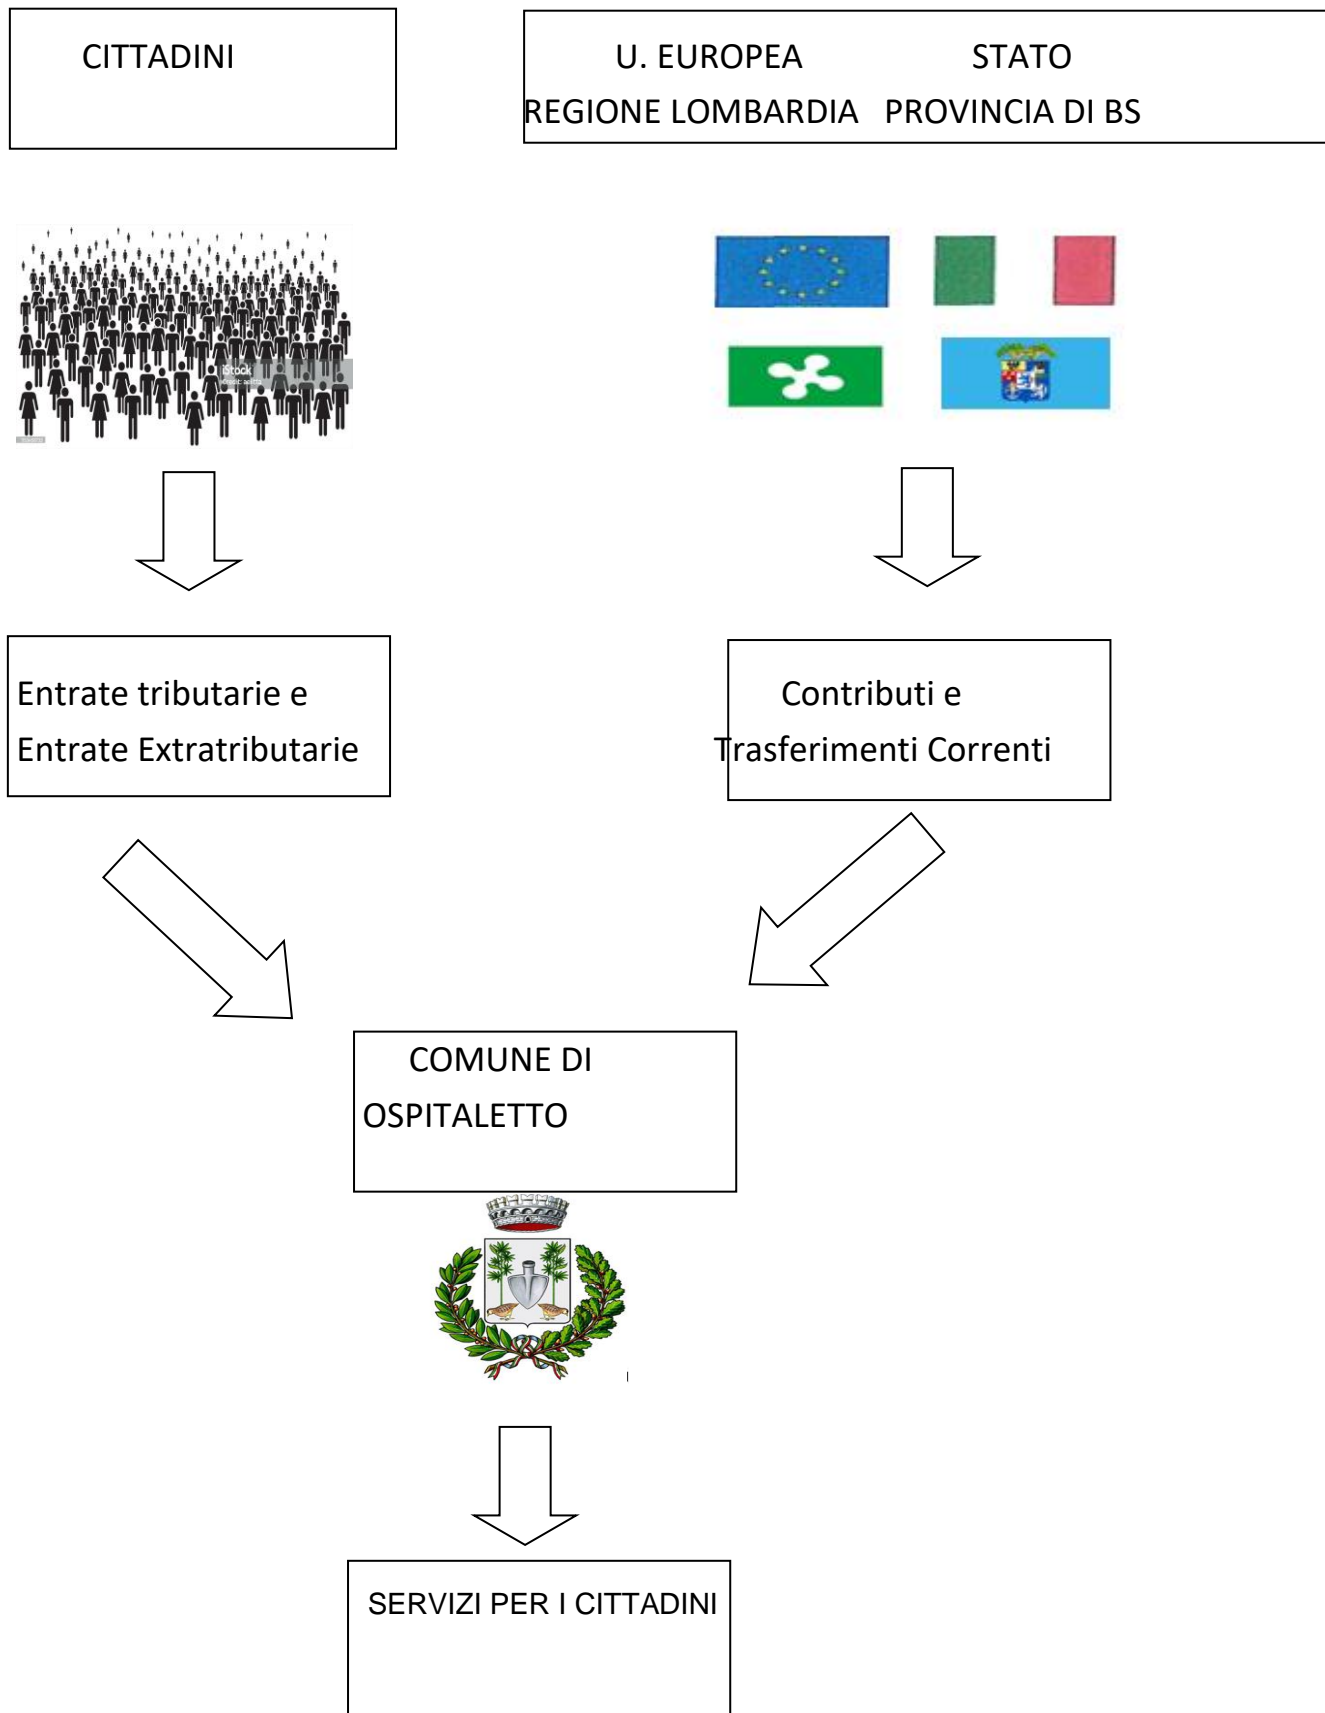 CITTADINI
U. EUROPEA STATO
REGIONE LOMBARDIA PROVINCIA DI BS
iStock
Entrate tributarie e
Entrate Extratributarie
Contributi e
Trasferimenti Correnti
COMUNE DI
OSPITALETTO
SERVIZI PER I CITTADINI